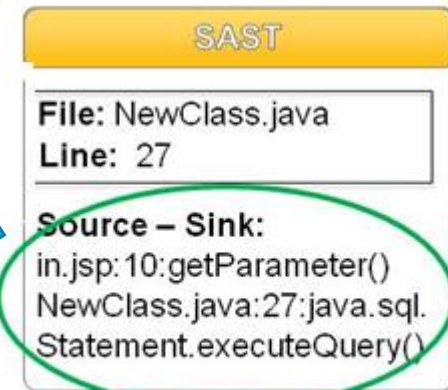 SAST
File: NewClass.java
Line: 27
Source – Sink:
in.jsp:10:getParameter()
NewClass.java:27:java.sql.
Statement.executeQuery()